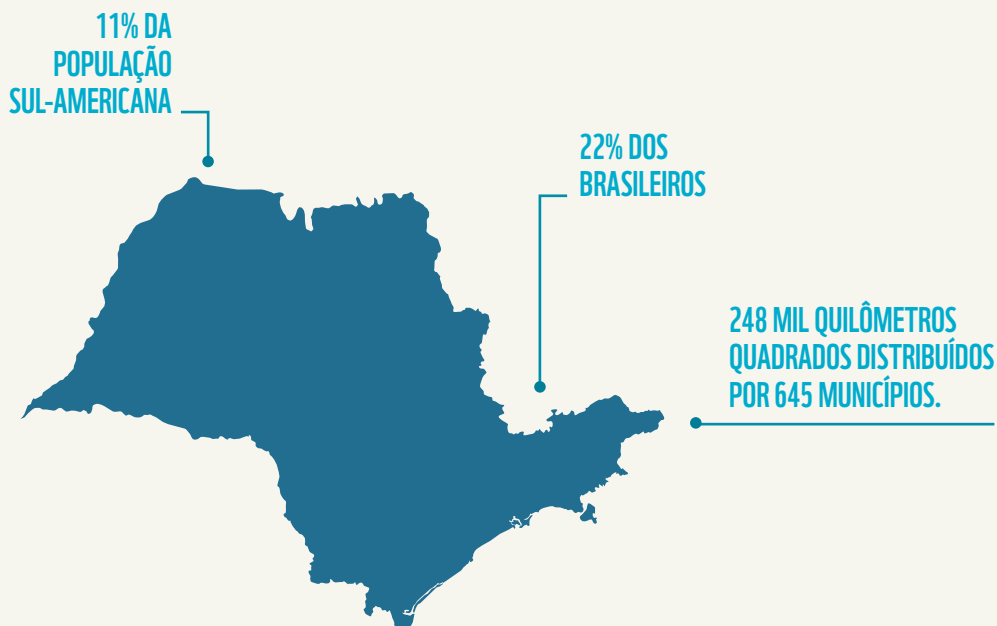 11% DA
POPULAÇÃO
SUL-AMERICANA
22% DOS
BRASILEIROS
248 MIL QUILÔMETROS
QUADRADOS DISTRIBUÍDOS
POR 645 MUNICÍPIOS.